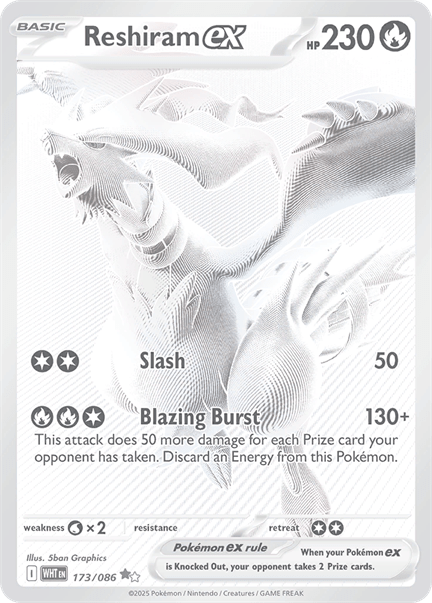 BASIC
Reshiram ex HP 230
Slash 50
Blazing Burst 130+
This attack does 50 more damage for each Prize card your
opponent has taken. Discard an Energy from this Pokémon.
weakness ×2 resistance retreat
Illus. 5ban Graphics
Pokémon ex rule
When your Pokémon ex
is Knocked Out, your opponent takes 2 Prize cards.
I WHT EN 173/086
©2025 Pokémon / Nintendo / Creatures / GAME FREAK